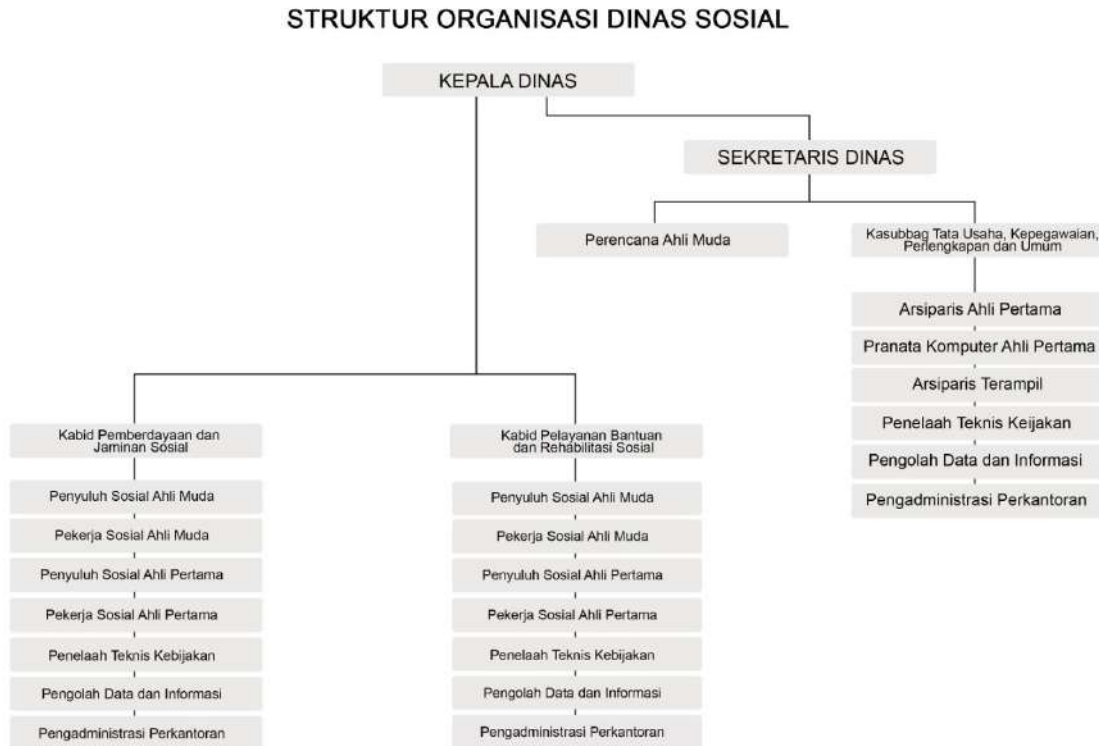 STRUKTUR ORGANISASI DINAS SOSIAL
KEPALA DINAS
SEKRETARIS DINAS
Perencana Ahli Muda
Kasubbag Tata Usaha, Kepegawaian,
Perlengkapan dan Umum
Arsiparis Ahli Pertama
Pranata Komputer Ahli Pertama
Arsiparis Terampil
Penelaah Teknis Keijakan
Pengolah Data dan Informasi
Pengadministrasi Perkantoran
Kabid Pemberdayaan dan
Jaminan Sosial
Penyuluh Sosial Ahli Muda
Pekerja Sosial Ahli Muda
Penyuluh Sosial Ahli Pertama
Pekerja Sosial Ahli Pertama
Penelaah Teknis Kebijakan
Pengolah Data dan Informasi
Pengadministrasi Perkantoran
Kabid Pelayanan Bantuan
dan Rehabilitasi Sosial
Penyuluh Sosial Ahli Muda
Pekerja Sosial Ahli Muda
Penyuluh Sosial Ahli Pertama
Pekerja Sosial Ahli Pertama
Penelaah Teknis Kebijakan
Pengolah Data dan Informasi
Pengadministrasi Perkantoran